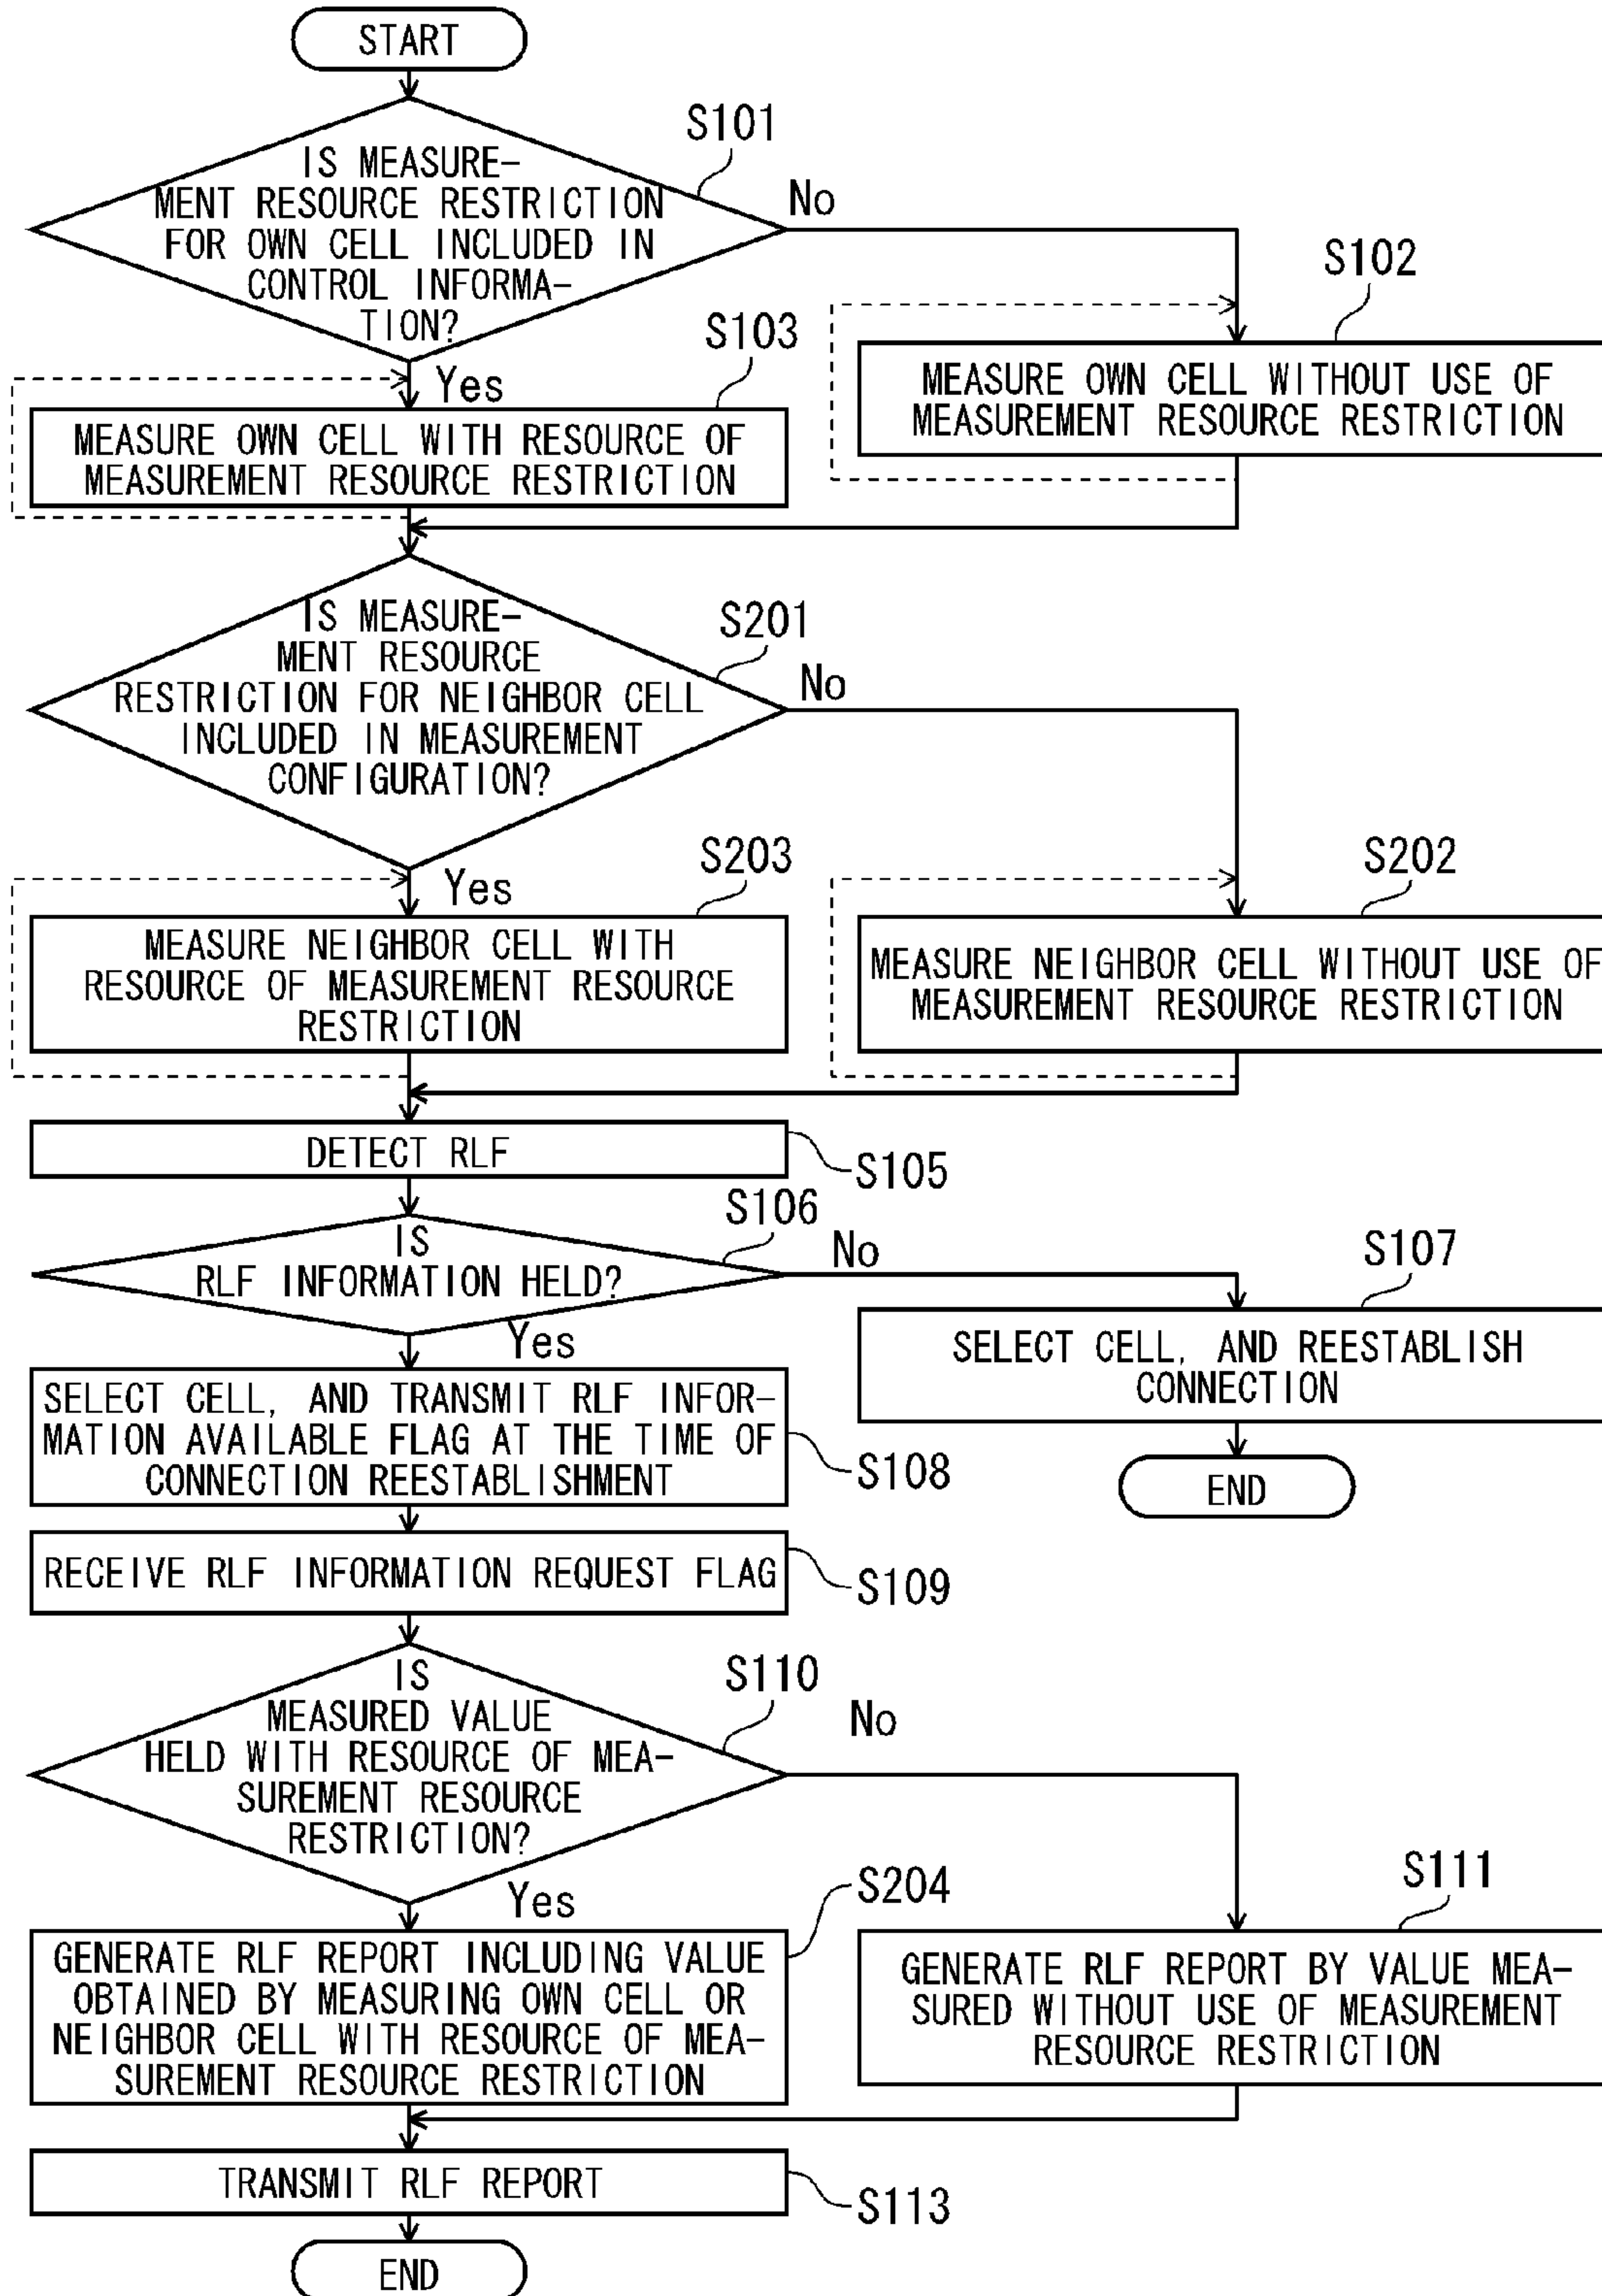 START
S101
IS MEASURE-
MENT RESOURCE RESTRICTION
FOR OWN CELL INCLUDED IN
CONTROL INFORMA-
TION?
No
S102
MEASURE OWN CELL WITHOUT USE OF
MEASUREMENT RESOURCE RESTRICTION
S103
Yes
MEASURE OWN CELL WITH RESOURCE OF
MEASUREMENT RESOURCE RESTRICTION
S201
IS MEASURE-
MENT RESOURCE
RESTRICTION FOR NEIGHBOR CELL
INCLUDED IN MEASUREMENT
CONFIGURATION?
No
S203
Yes
MEASURE NEIGHBOR CELL WITH
RESOURCE OF MEASUREMENT RESOURCE
RESTRICTION
S202
MEASURE NEIGHBOR CELL WITHOUT USE OF
MEASUREMENT RESOURCE RESTRICTION
DETECT RLF
S105
S106
IS
RLF INFORMATION HELD?
No
Yes
S107
SELECT CELL, AND REESTABLISH
CONNECTION
END
SELECT CELL, AND TRANSMIT RLF INFOR-
MATION AVAILABLE FLAG AT THE TIME OF
CONNECTION REESTABLISHMENT
S108
RECEIVE RLF INFORMATION REQUEST FLAG
S109
S110
IS
MEASURED VALUE
HELD WITH RESOURCE OF MEA-
SUREMENT RESOURCE
RESTRICTION?
No
Yes
S204
GENERATE RLF REPORT INCLUDING VALUE
OBTAINED BY MEASURING OWN CELL OR
NEIGHBOR CELL WITH RESOURCE OF MEA-
SUREMENT RESOURCE RESTRICTION
S111
GENERATE RLF REPORT BY VALUE MEA-
SURED WITHOUT USE OF MEASUREMENT
RESOURCE RESTRICTION
TRANSMIT RLF REPORT
S113
END